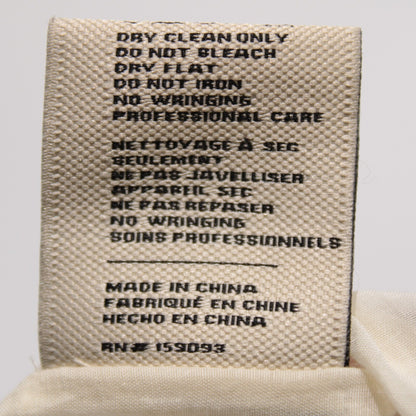 DRY CLEAN ONLY
DO NOT BLEACH
DRY FLAT
DO NOT IRON
NO WRINGING
PROFESSIONAL CARE
NETTOYAGE À SEC
SEULEMENT
NE PAS JAVELLISER
APPAREIL SEC
NE PAS REPASER
NO WRINGING
SOINS PROFESSIONNELS
MADE IN CHINA
FABRIQUÉ EN CHINE
HECHO EN CHINA
RN# 159093